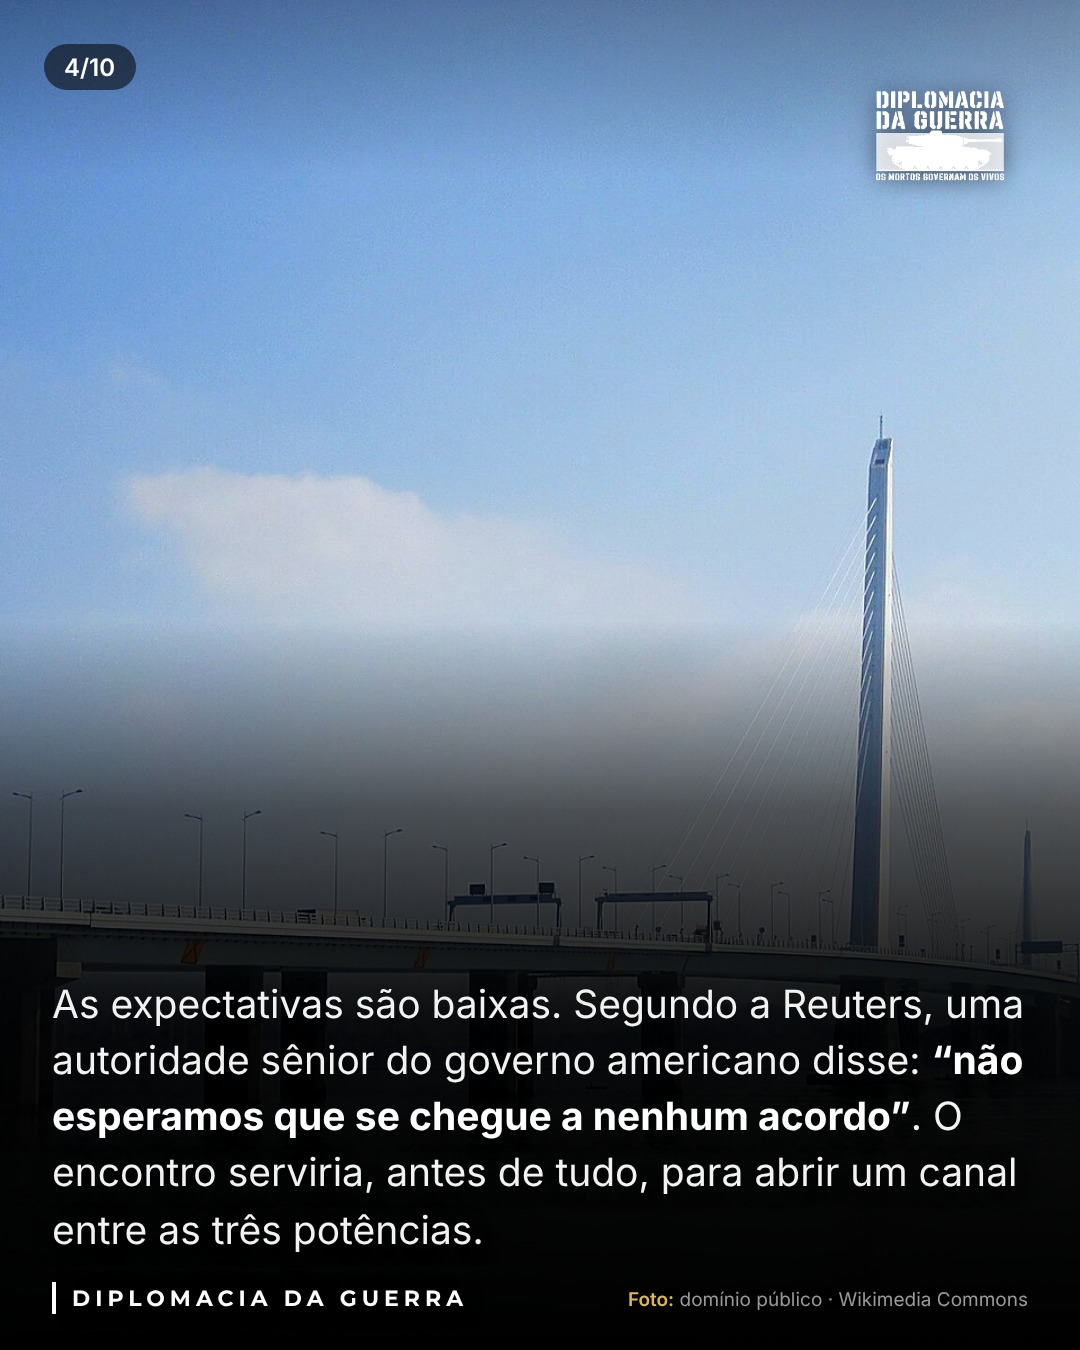 4/10
DIPLOMACIA
DA GUERRA
OS MORTOS GOVERNAM OS VIVOS
As expectativas são baixas. Segundo a Reuters, uma
autoridade sênior do governo americano disse: “não
esperamos que se chegue a nenhum acordo”. O
encontro serviria, antes de tudo, para abrir um canal
entre as três potências.
DIPLOMACIA DA GUERRA
Foto: domínio público · Wikimedia Commons